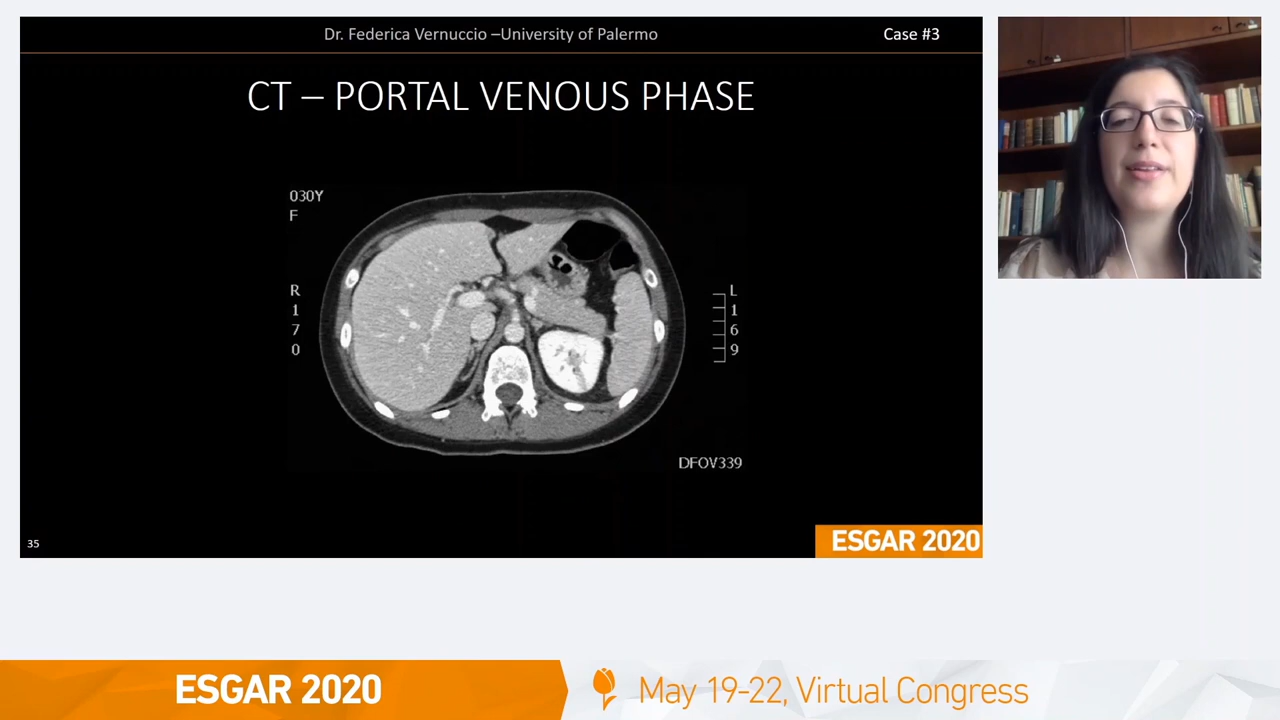 Dr. Federica Vernuccio –University of Palermo
Case #3
CT – PORTAL VENOUS PHASE
030Y
F
R
1
7
0
L
1
6
9
DFOV339
35
ESGAR 2020
ESGAR 2020
May 19-22, Virtual Congress